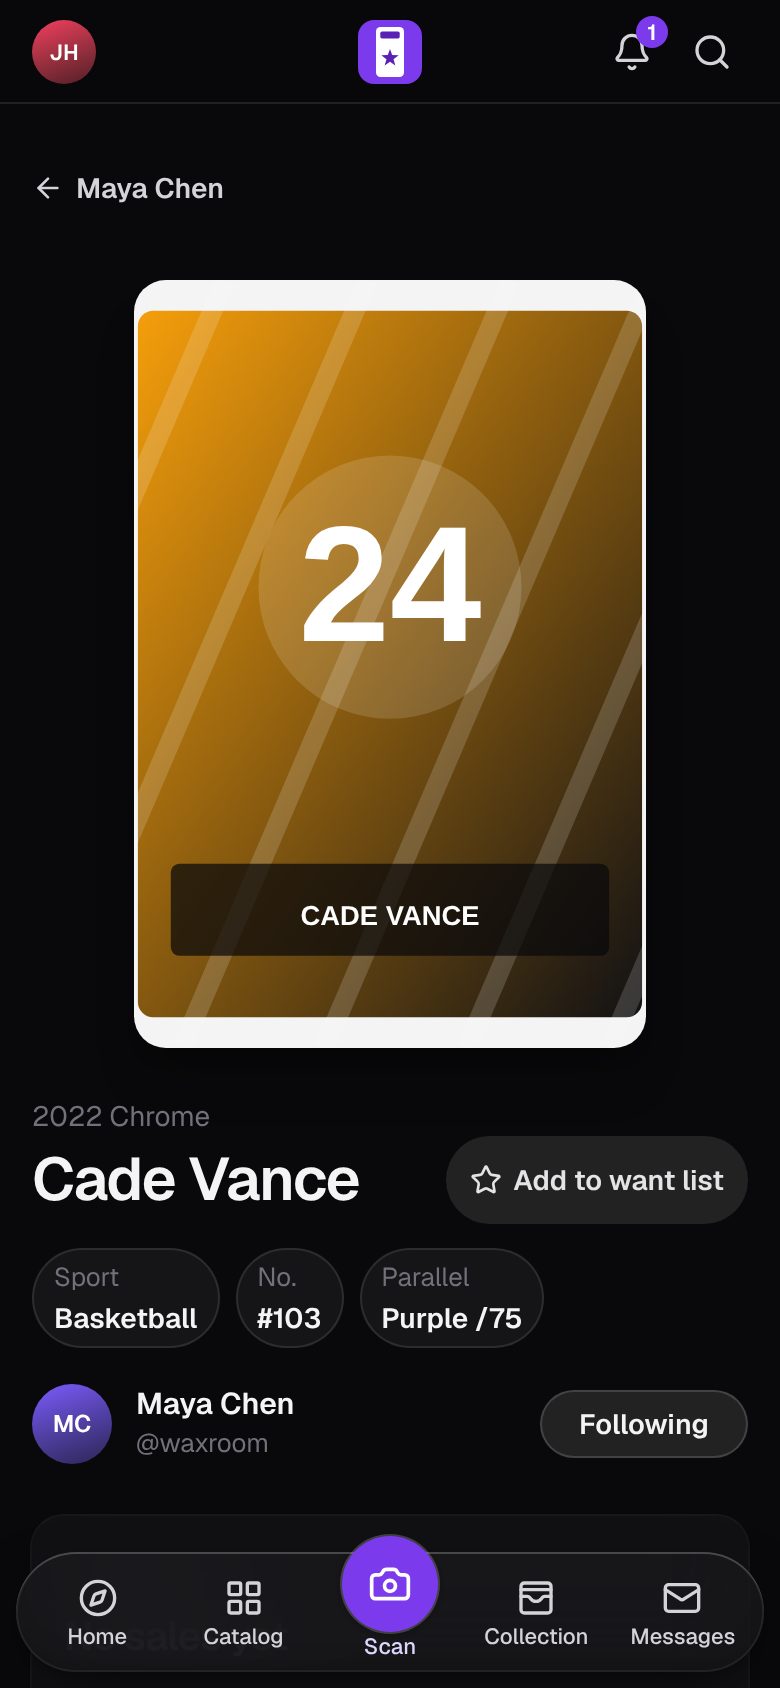 JH
1
Maya Chen
24
CADE VANCE
2022 Chrome
Cade Vance
Add to want list
Sport
Basketball
No.
#103
Parallel
Purple /75
MC
Maya Chen
@waxroom
Following
Home
Catalog
Scan
Collection
Messages